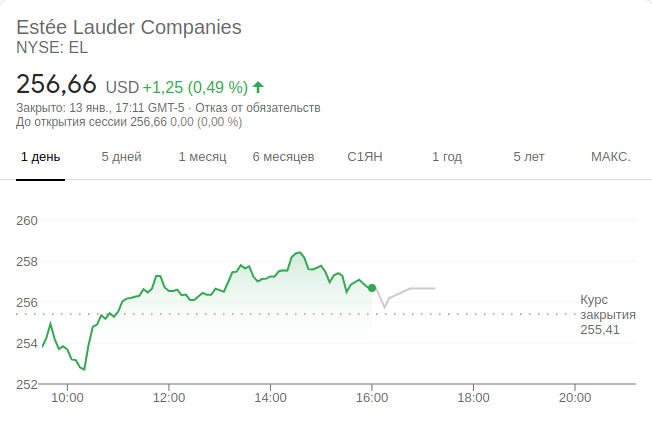 Estée Lauder Companies
NYSE: EL
256,66 USD +1,25 (0,49 %)
Закрыто: 13 янв., 17:11 GMT-5 · Отказ от обязательств
До открытия сессии 256,66 0,00 (0,00 %)
1 день 5 дней 1 месяц 6 месяцев С1ЯН 1 год 5 лет МАКС.
260
258
256
Курс
закрытия
255,41
254
252
10:00 12:00 14:00 16:00 18:00 20:00